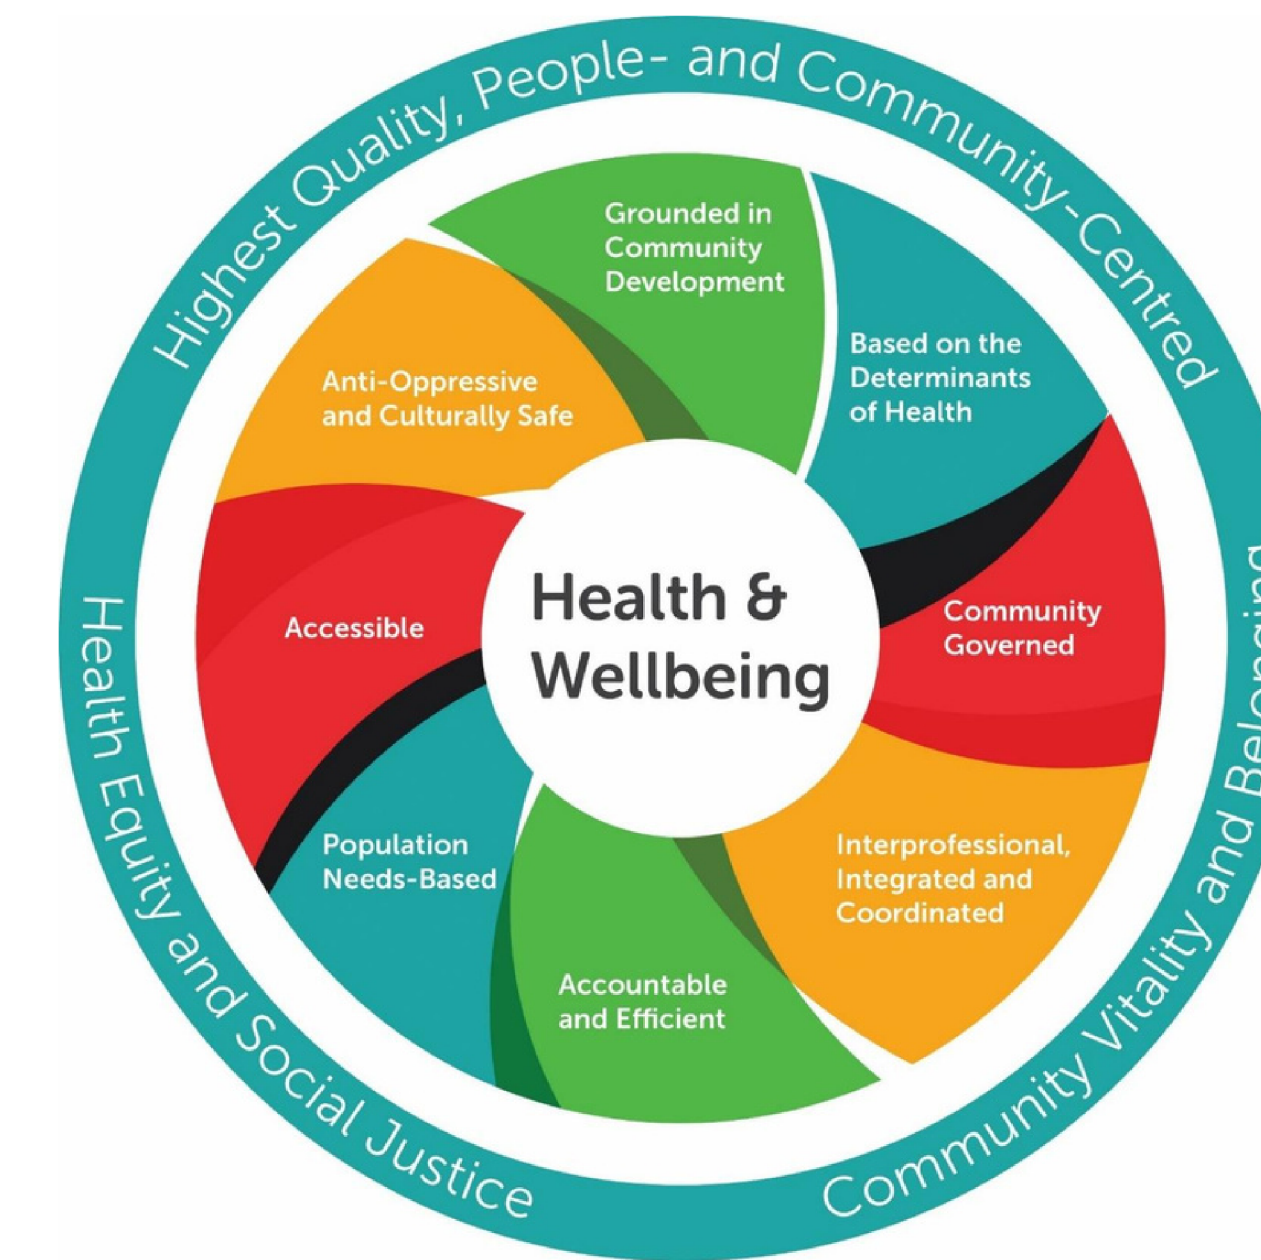 Highest Quality, People- and Community-Centred
Grounded in
Community
Development
Based on the
Determinants
of Health
Anti-Oppressive
and Culturally Safe
Accessible
Health &
Wellbeing
Community
Governed
Population
Needs-Based
Interprofessional,
Integrated and
Coordinated
Accountable
and Efficient
Health Equity and Social Justice
Community Vitality and Belonging